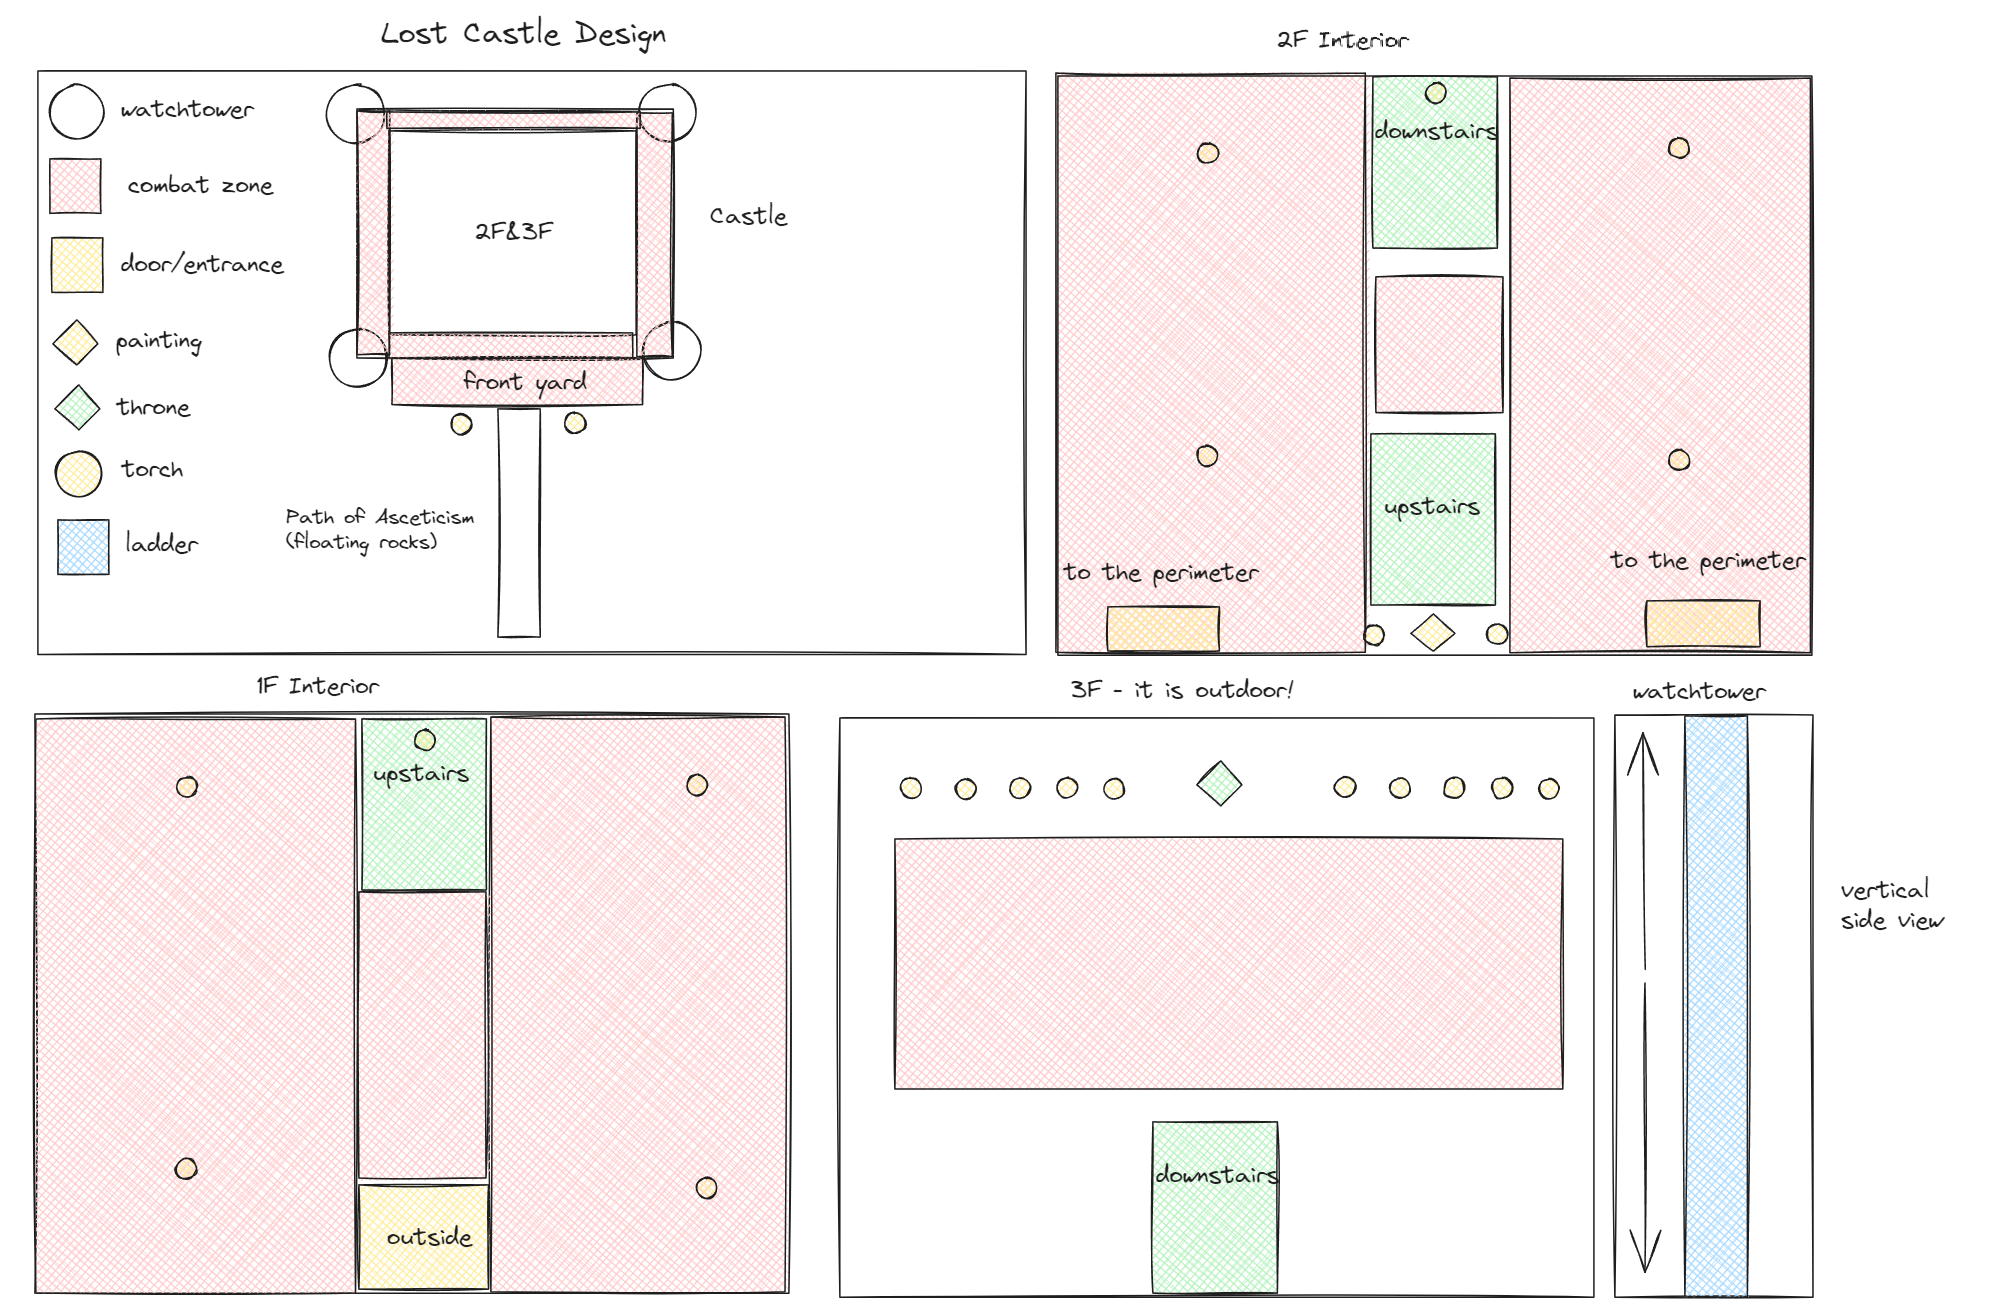 Lost Castle Design
watchtower
combat zone
door/entrance
painting
throne
torch
ladder
2F&3F
Castle
front yard
Path of Asceticism
(floating rocks)
2F Interior
downstairs
upstairs
to the perimeter
to the perimeter
1F Interior
upstairs
outside
3F - it is outdoor!
downstairs
watchtower
vertical
side view